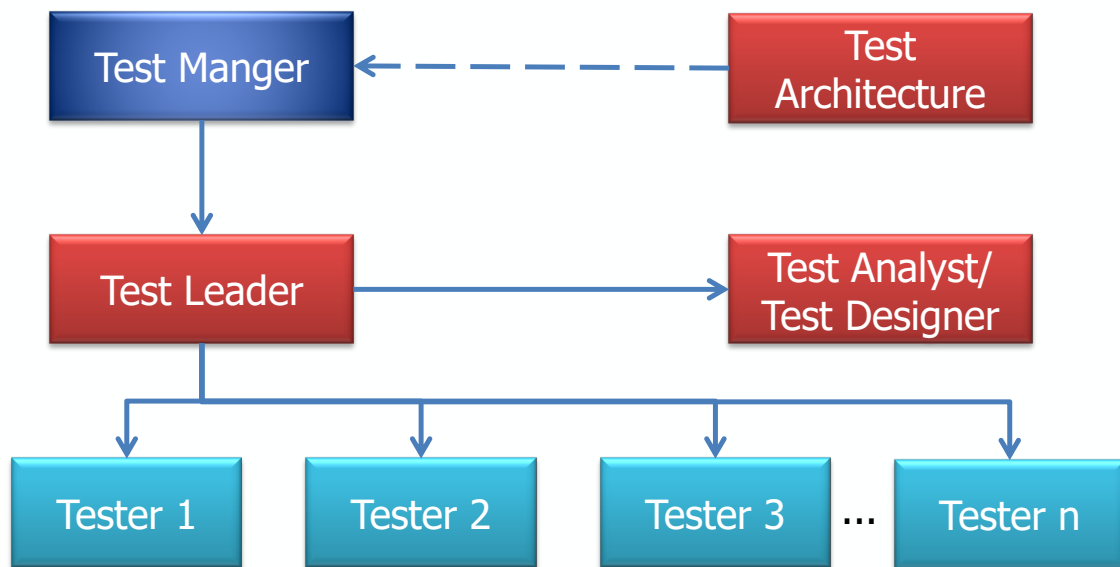 Test Manger
Test
Architecture
Test Leader
Test Analyst/
Test Designer
Tester 1
Tester 2
Tester 3
...
Tester n